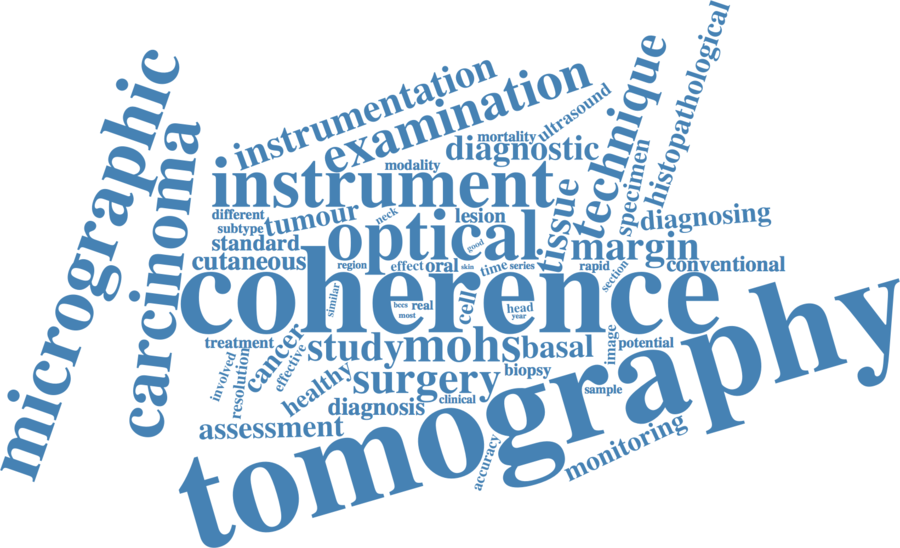 micrographic
carcinoma
instrumentation
examination
ultrasound
mortality
diagnostic
modality
technique
histopathological
specimen
instrument
different
subtype
tumour
neck
lesion
tissue
diagnosing
standard
optical
good
margin
cutaneous
region
effect
oral
skin
time
series
rapid
section
conventional
coherence
similar
bees
real
most
cell
head
year
treatment
cancer
study
mohs
basal
image
potential
involved
resolution
effective
healthy
surgery
biopsy
sample
clinical
diagnosis
assessment
tomography
accuracy
monitoring